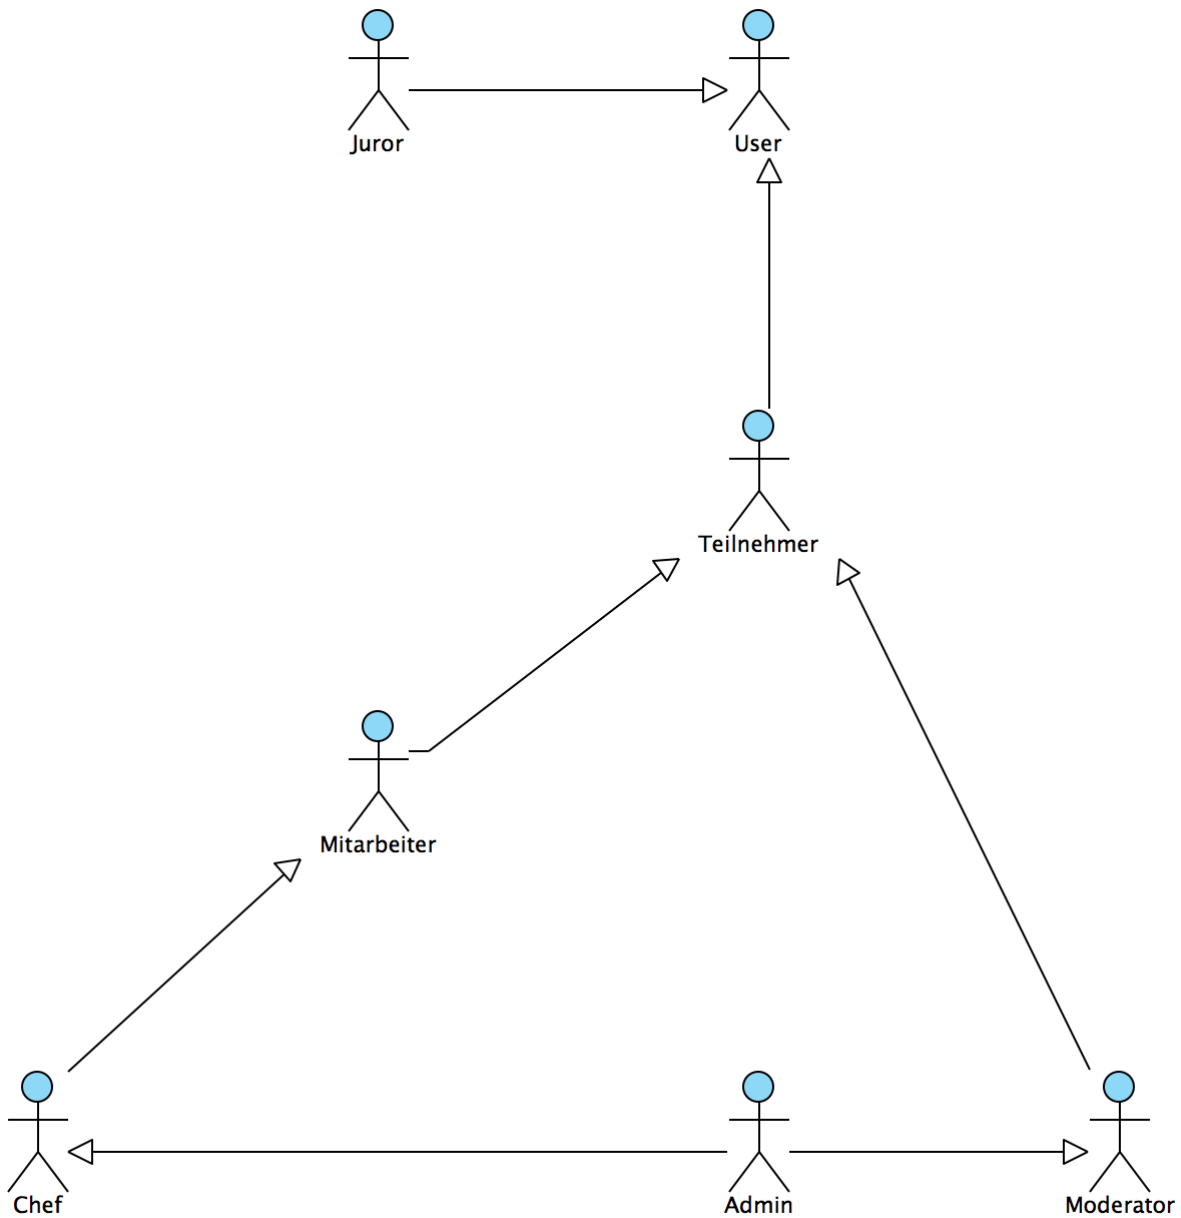 Juror
User
Teilnehmer
Mitarbeiter
Chef
Admin
Moderator